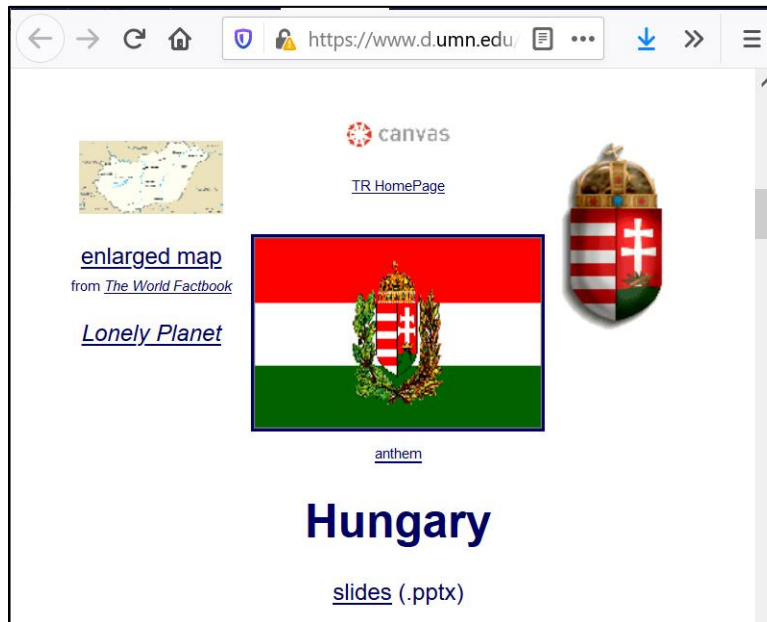 https://www.d.umn.edu/
canvas
TR HomePage
enlarged map
from The World Factbook
Lonely Planet
anthem
Hungary
slides (.pptx)